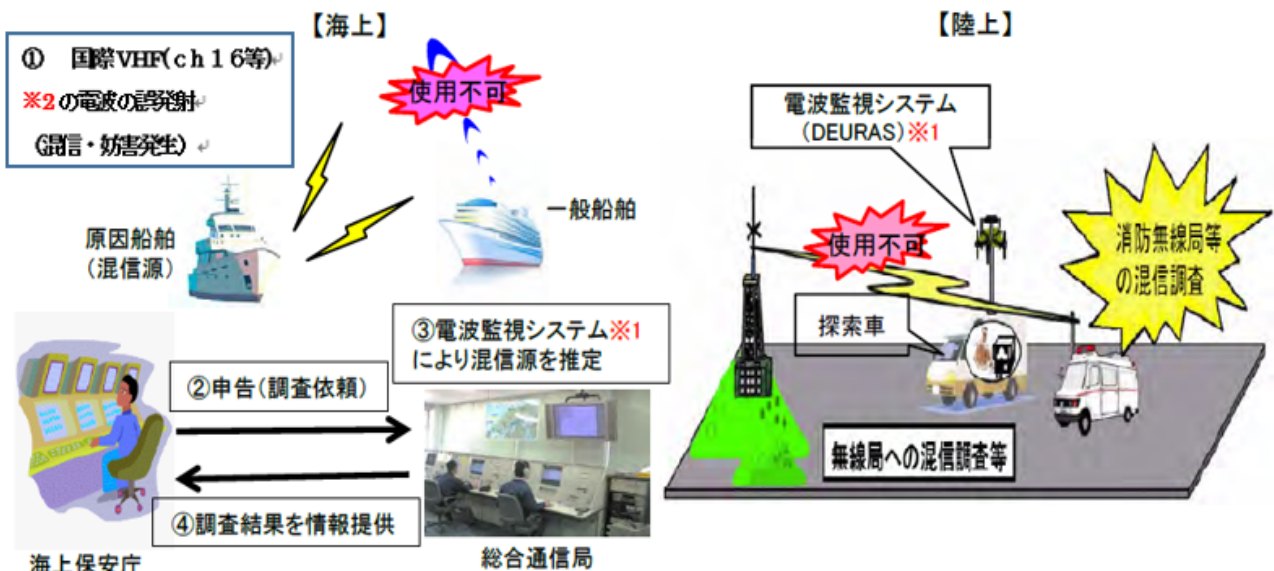 【海上】
① 国際VHF(ch16等)
※2の電波の誤発射
(混信・妨害発生)
使用不可
原因船舶
(混信源)
一般船舶
②申告(調査依頼)
③電波監視システム※1
により混信源を推定
④調査結果を情報提供
海上保安庁
総合通信局
【陸上】
電波監視システム
(DEURAS)※1
使用不可
消防無線局等
の混信調査
探索車
無線局への混信調査等